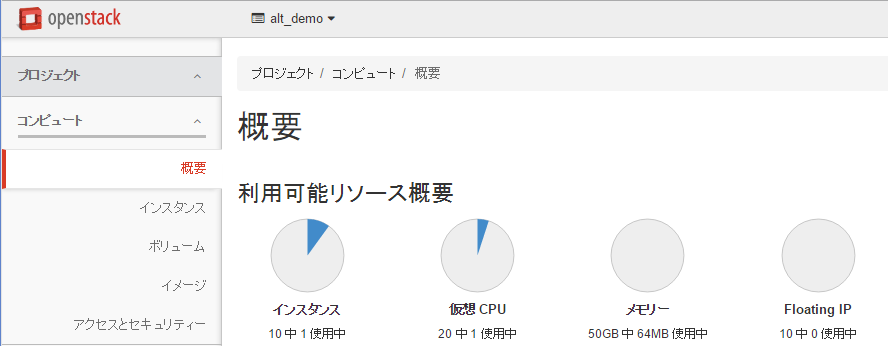 openstack
alt_demo
プロジェクト
コンピュート
概要
インスタンス
ボリューム
イメージ
アクセスとセキュリティー
プロジェクト / コンピュート / 概要
概要
利用可能リソース概要
インスタンス
10 中 1 使用中
仮想 CPU
20 中 1 使用中
メモリー
50GB 中 64MB 使用中
Floating IP
10 中 0 使用中